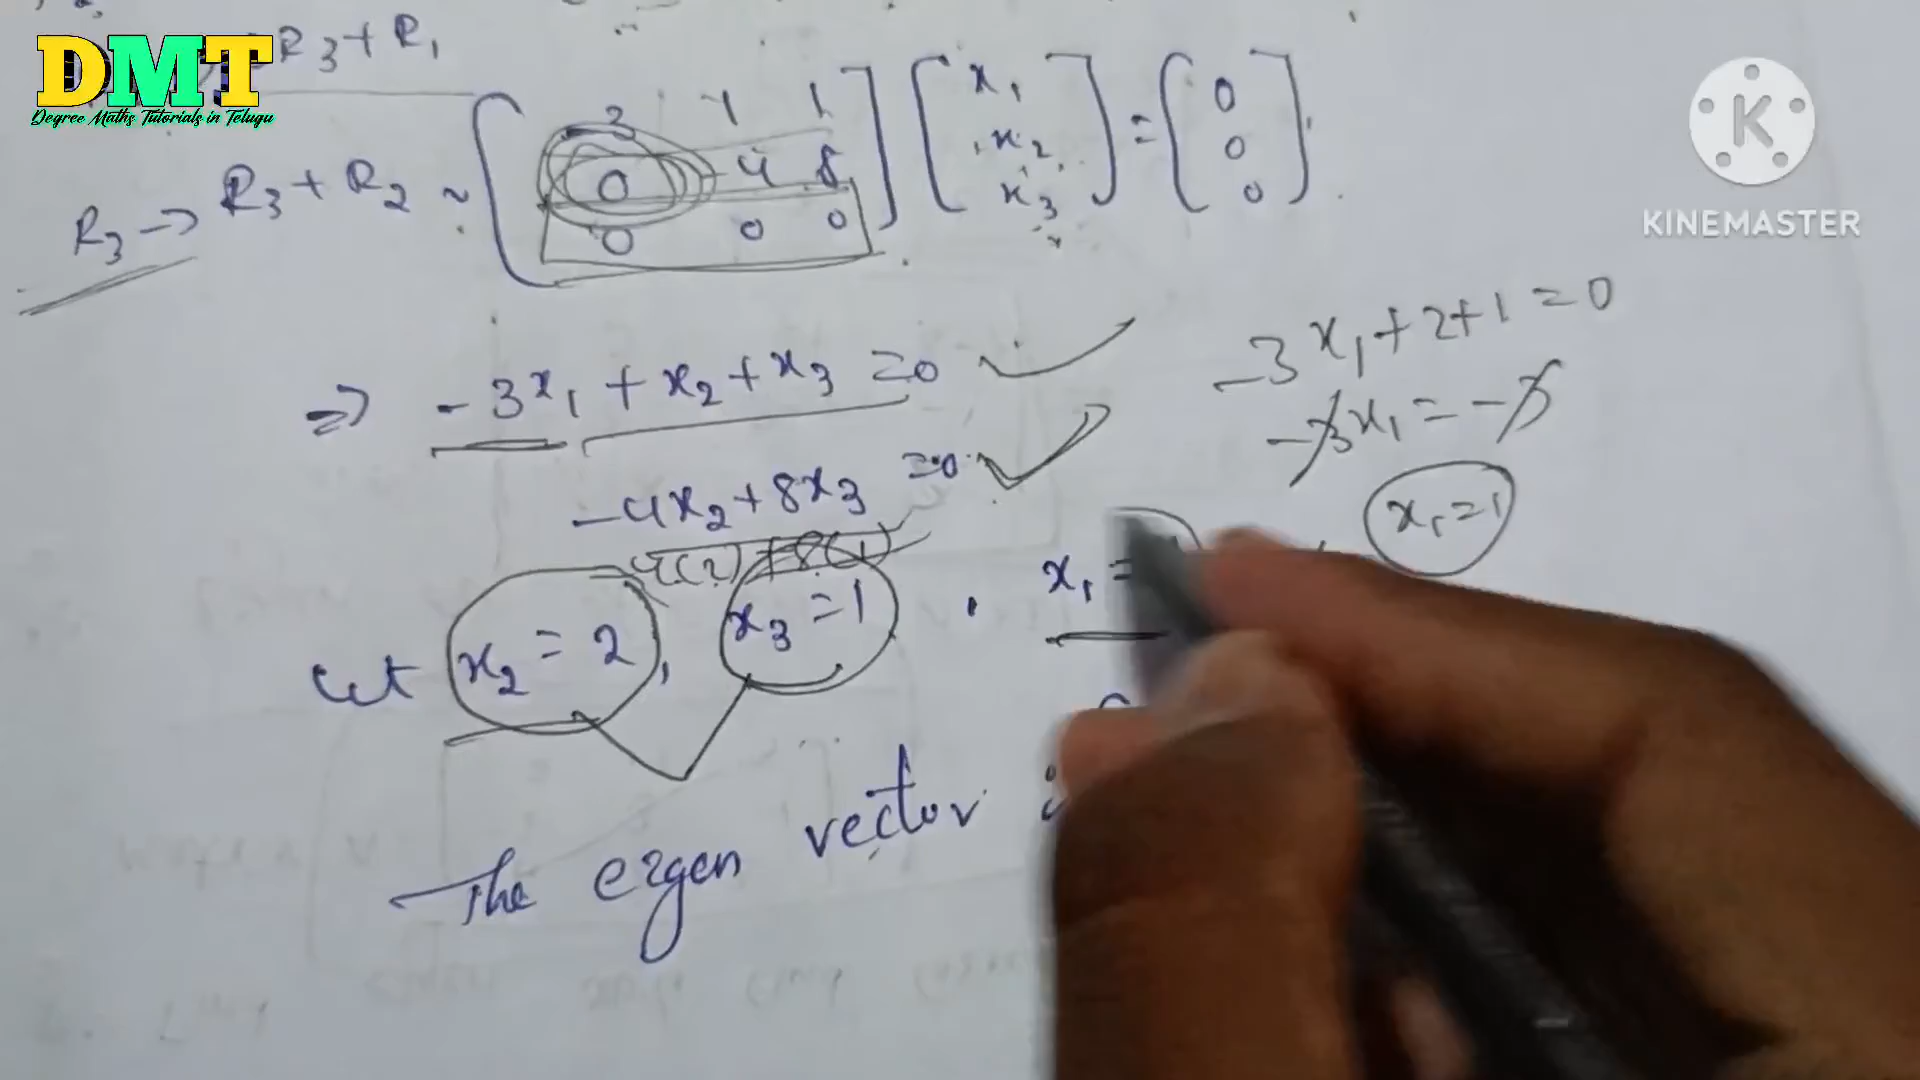 DMT
Degree Maths Tutorials in Telugu
R3 + R1
K
KINEMASTER
R3 → R3 + R2 ~ [ 1 1
0 -4 8
0 0 0 ] [ x1
x2
x3 ] = [ 0
0
0 ]
⇒ -3x1 + x2 + x3 = 0
-3x1 + 2 + 1 = 0
-3x1 = -3
-4x2 + 8x3 = 0
x1 = 1
Let x2 = 2, x3 = 1, x1 =
The eigen vector